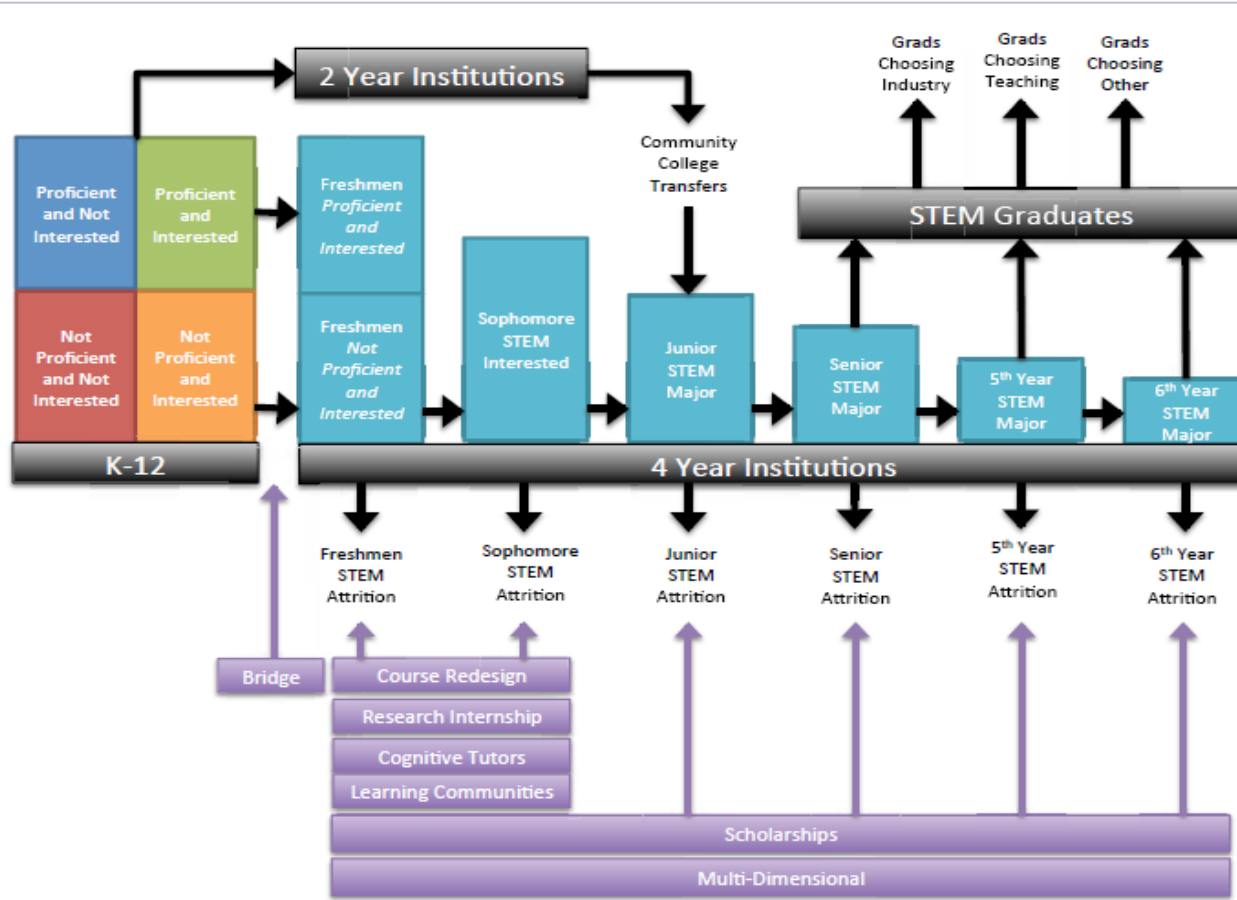 Grads
Choosing
Industry
Grads
Choosing
Teaching
Grads
Choosing
Other
2 Year Institutions
Community
College
Transfers
Proficient
and Not
Interested
Proficient
and
Interested
Freshmen
Proficient
and
Interested
STEM Graduates
Not
Proficient
and Not
Interested
Not
Proficient
and
Interested
Freshmen
Not
Proficient
and
Interested
Sophomore
STEM
Interested
Junior
STEM
Major
Senior
STEM
Major
5th Year
STEM
Major
6th Year
STEM
Major
K-12
4 Year Institutions
Freshmen
STEM
Attrition
Sophomore
STEM
Attrition
Junior
STEM
Attrition
Senior
STEM
Attrition
5th Year
STEM
Attrition
6th Year
STEM
Attrition
Bridge
Course Redesign
Research Internship
Cognitive Tutors
Learning Communities
Scholarships
Multi-Dimensional